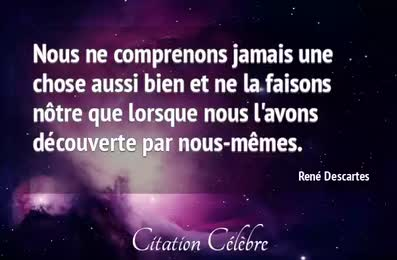 Nous ne comprenons jamais une
chose aussi bien et ne la faisons
nôtre que lorsque nous l'avons
découverte par nous-mêmes.
René Descartes
Citation Célèbre